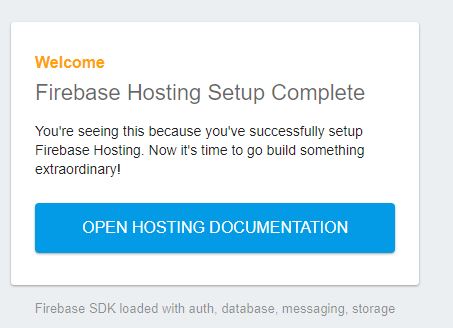 Welcome
Firebase Hosting Setup Complete
You're seeing this because you've successfully setup
Firebase Hosting. Now it's time to go build something
extraordinary!
OPEN HOSTING DOCUMENTATION
Firebase SDK loaded with auth, database, messaging, storage